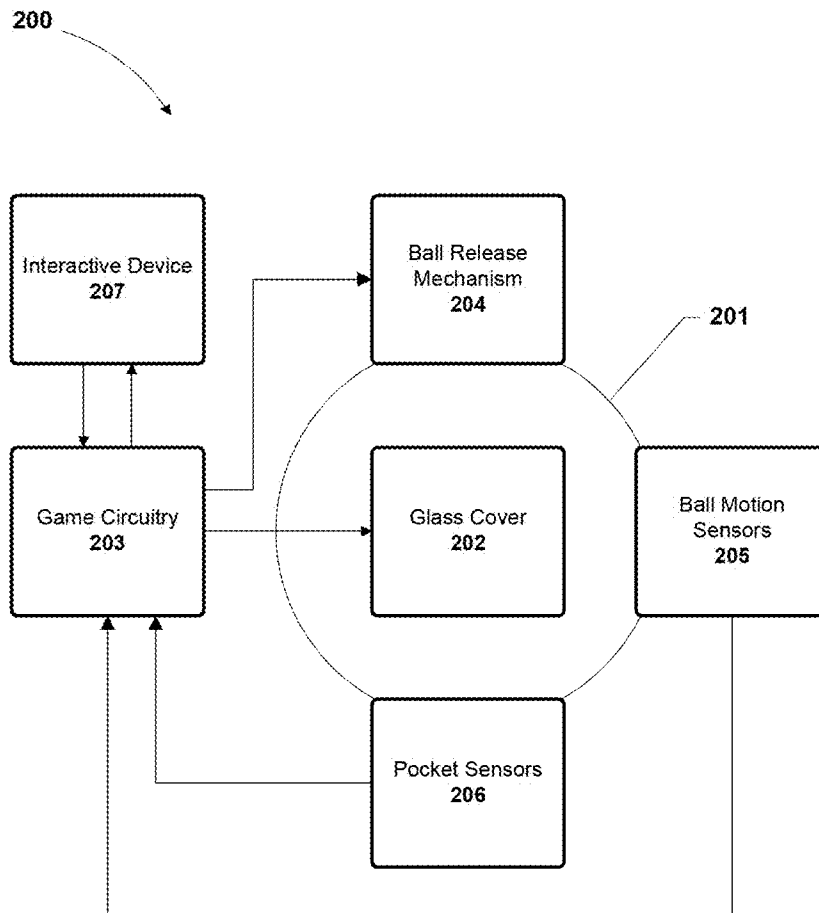 200
Interactive Device
207
Ball Release
Mechanism
204
201
Game Circuitry
203
Glass Cover
202
Ball Motion
Sensors
205
Pocket Sensors
206